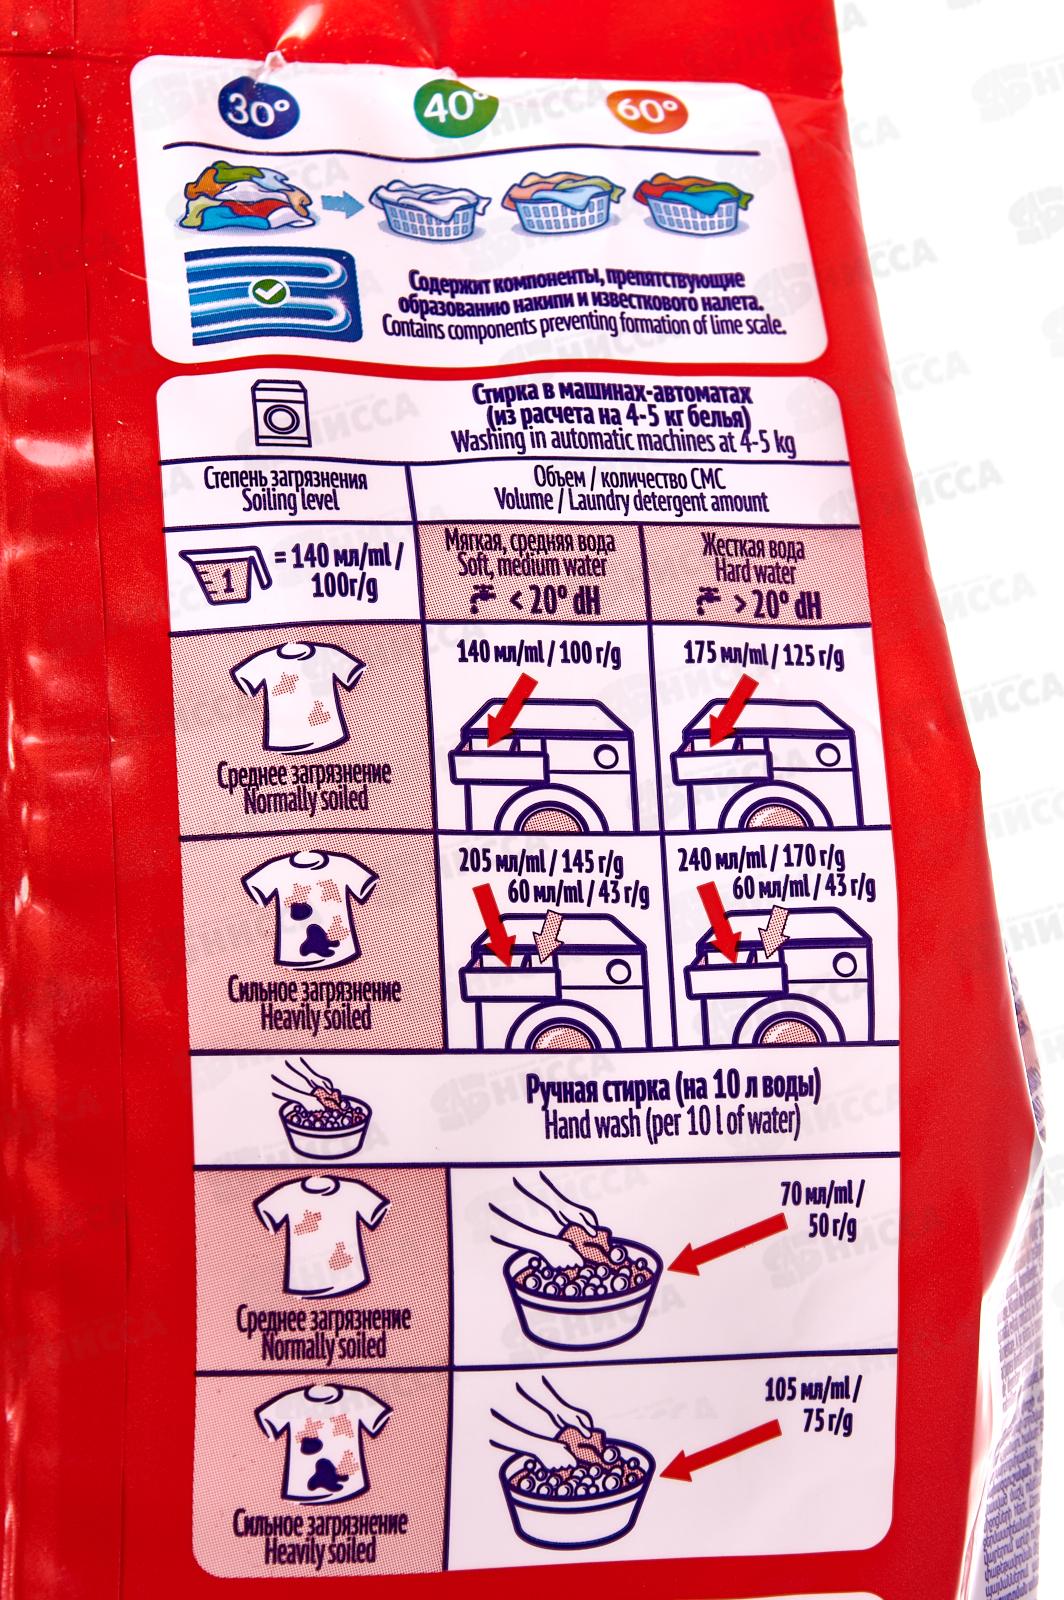 30°
40°
60°
Содержит компоненты, препятствующие
образованию накипи и известкового налета.
Contains components preventing formation of lime scale.
Стирка в машинах-автоматах
(из расчета на 4-5 кг белья)
Washing in automatic machines at 4-5 kg
Степень загрязнения
Soiling level
Объем / количество СМС
Volume / Laundry detergent amount
1
= 140 мл/ml /
100г/g
Мягкая, средняя вода
Soft, medium water
< 20° dH
Жесткая вода
Hard water
> 20° dH
Среднее загрязнение
Normally soiled
140 мл/ml / 100 г/g
175 мл/ml / 125 г/g
Сильное загрязнение
Heavily soiled
205 мл/ml / 145 г/g
60 мл/ml / 43 г/g
240 мл/ml / 170 г/g
60 мл/ml / 43 г/g
Ручная стирка (на 10 л воды)
Hand wash (per 10 l of water)
Среднее загрязнение
Normally soiled
70 мл/ml /
50 г/g
Сильное загрязнение
Heavily soiled
105 мл/ml /
75 г/g
НИССА